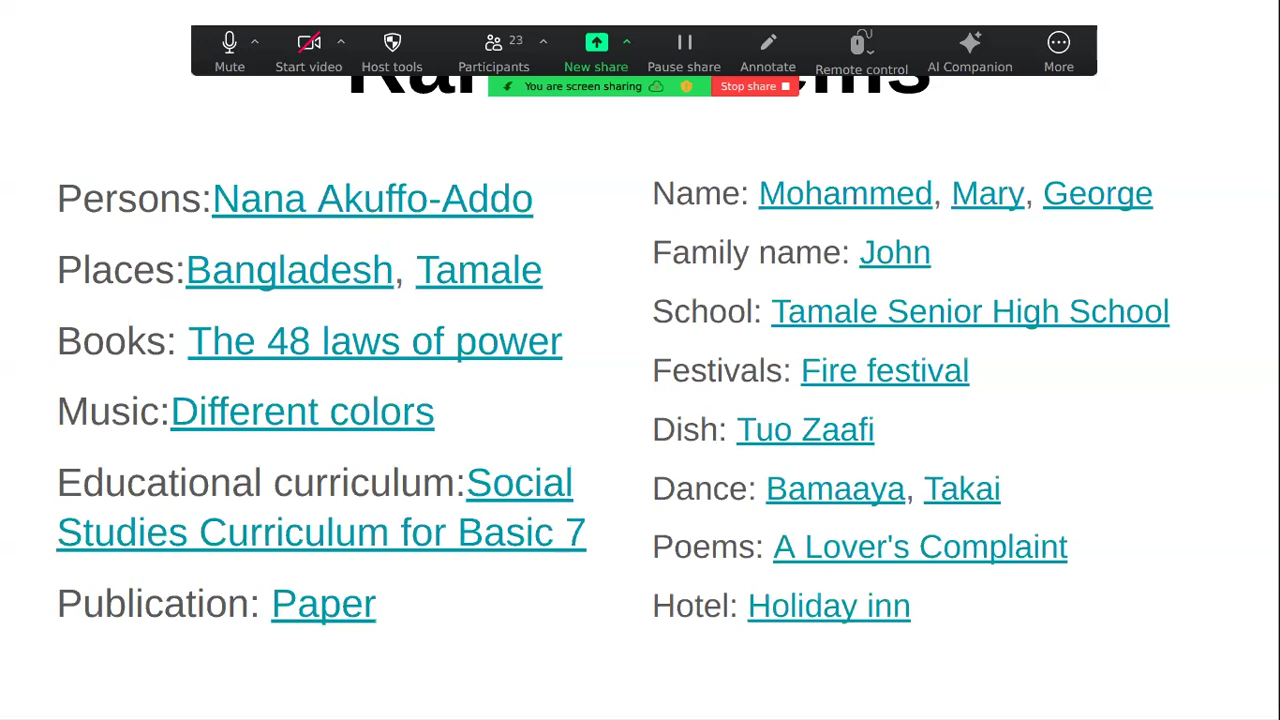 Mute
Start video
Host tools
Participants
23
New share
Pause share
Annotate
Remote control
AI Companion
More
You are screen sharing
Stop share
Persons:Nana Akuffo-Addo
Places:Bangladesh, Tamale
Books: The 48 laws of power
Music:Different colors
Educational curriculum:Social
Studies Curriculum for Basic 7
Publication: Paper
Name: Mohammed, Mary, George
Family name: John
School: Tamale Senior High School
Festivals: Fire festival
Dish: Tuo Zaafi
Dance: Bamaaya, Takai
Poems: A Lover's Complaint
Hotel: Holiday inn